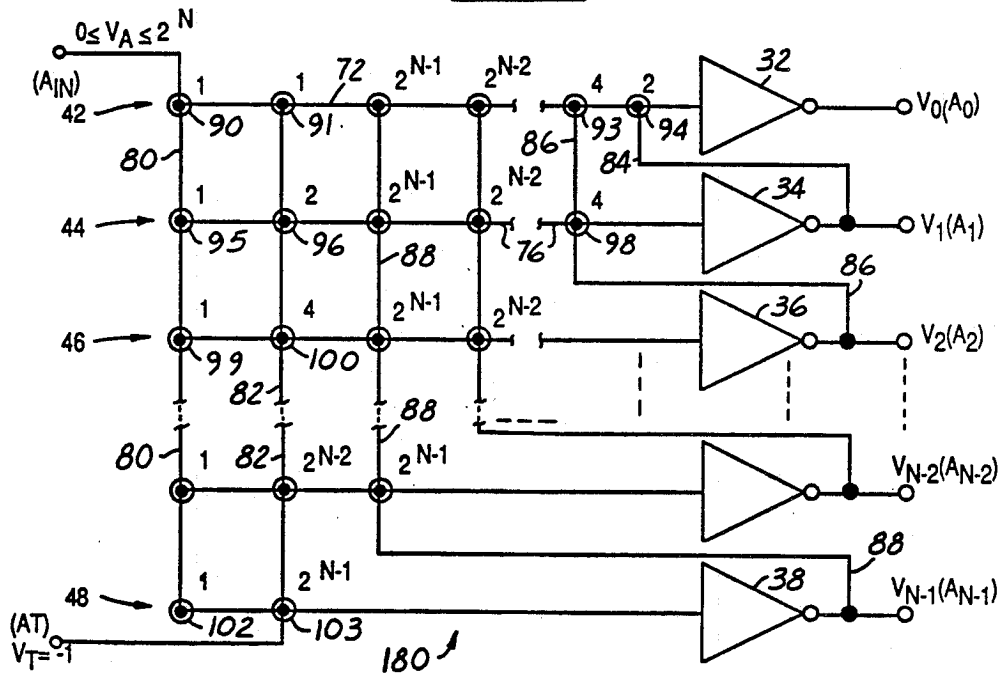 0 ≤ V_A ≤ 2^N
(A_IN)
1 1 72 2^N-1 2^N-2 4 2 32
42 90 91 93 94 V_0(A_0)
80 86 84
1 2 2^N-1 2^N-2 4 34
44 95 96 88 76 98 V_1(A_1)
86
1 4 2^N-1 2^N-2 36
46 99 100 V_2(A_2)
82 88
80 1 82 2^N-2 2^N-1 V_N-2(A_N-2)
1 2^N-1 38 88
48 102 103 V_N-1(A_N-1)
(AT)
V_T=-1 180